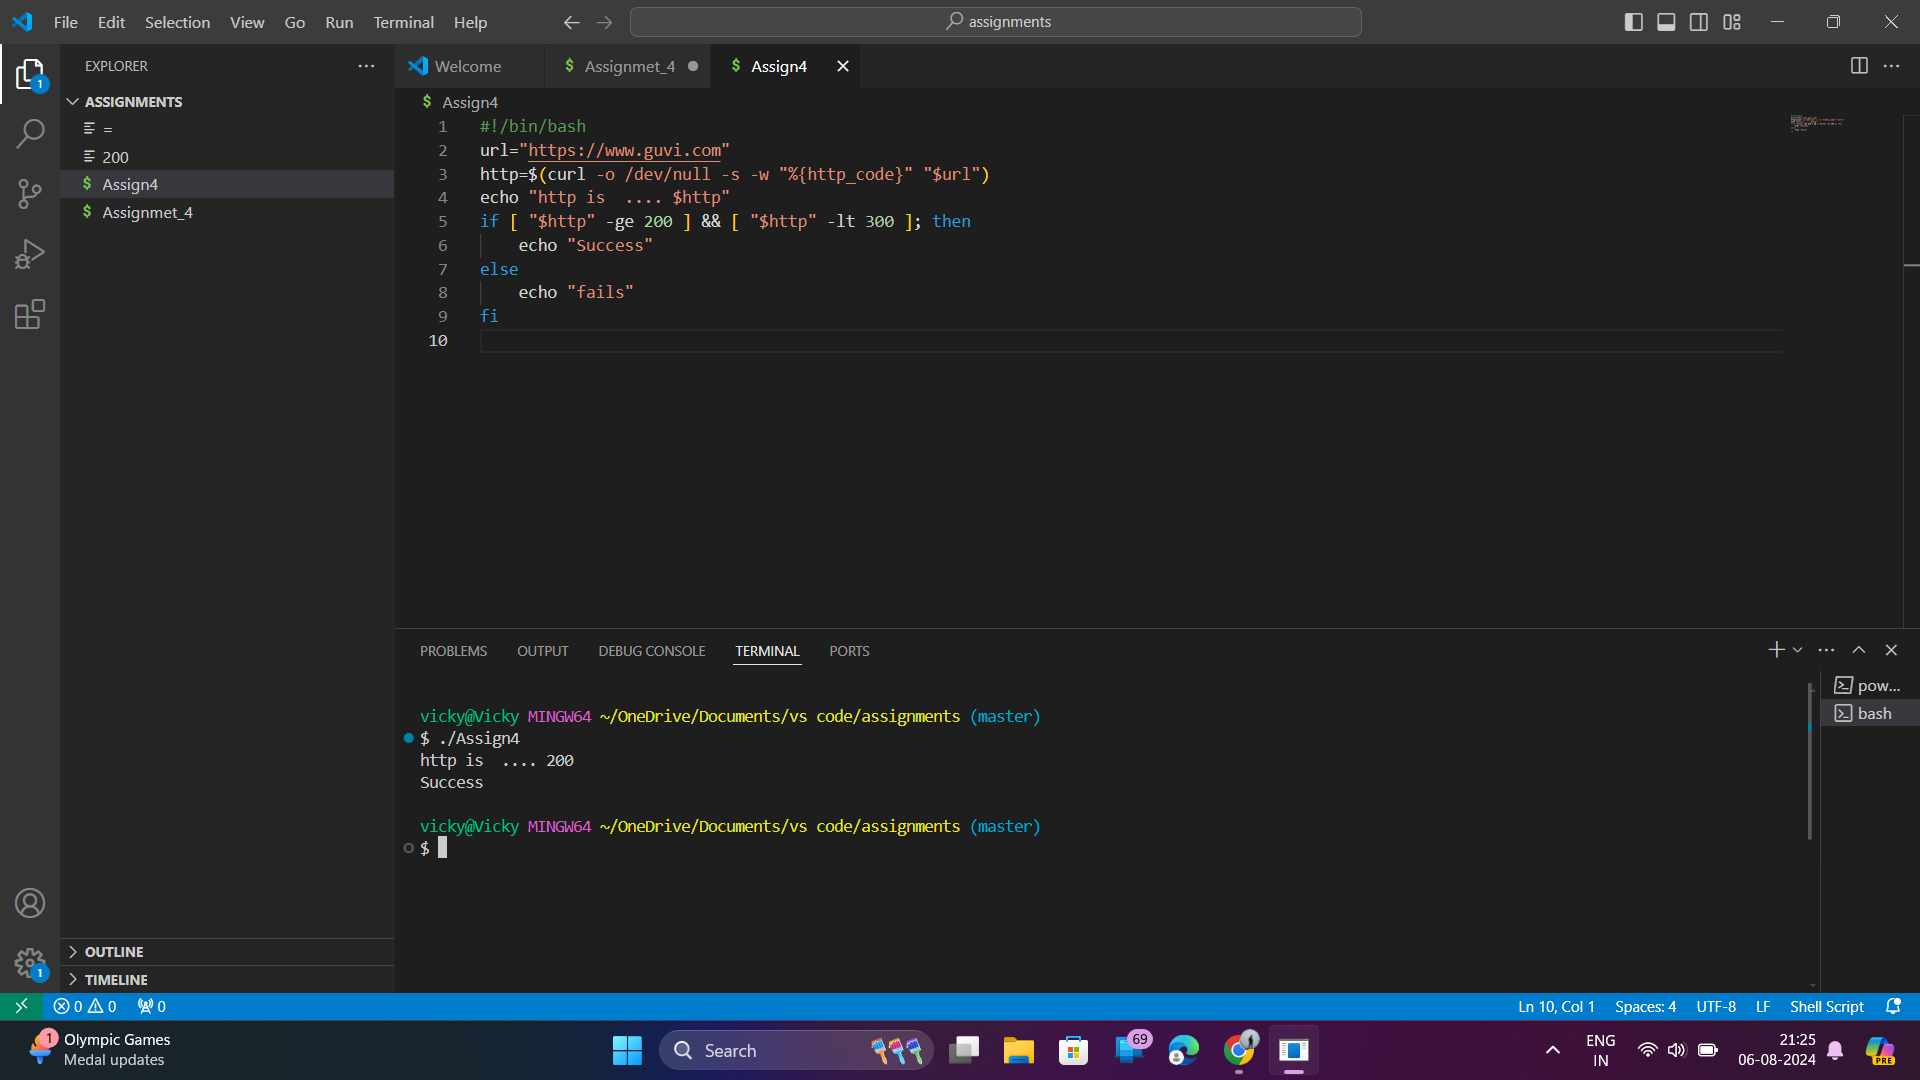 File Edit Selection View Go Run Terminal Help
assignments
EXPLORER
Welcome
$ Assignmet_4
$ Assign4
ASSIGNMENTS
=
200
$ Assign4
$ Assignmet_4
$ Assign4
1 #!/bin/bash
2 url="https://www.guvi.com"
3 http=$(curl -o /dev/null -s -w "%{http_code}" "$url")
4 echo "http is  .... $http"
5 if [ "$http" -ge 200 ] && [ "$http" -lt 300 ]; then
6     echo "Success"
7 else
8     echo "fails"
9 fi
10
PROBLEMS OUTPUT DEBUG CONSOLE TERMINAL PORTS
vicky@Vicky MINGW64 ~/OneDrive/Documents/vs code/assignments (master)
$ ./Assign4
http is  .... 200
Success
vicky@Vicky MINGW64 ~/OneDrive/Documents/vs code/assignments (master)
$
pow...
bash
1
1
OUTLINE
TIMELINE
0 0 0
Ln 10, Col 1 Spaces: 4 UTF-8 LF Shell Script
1
Olympic Games
Medal updates
Search
69
PRE
ENG
IN
21:25
06-08-2024